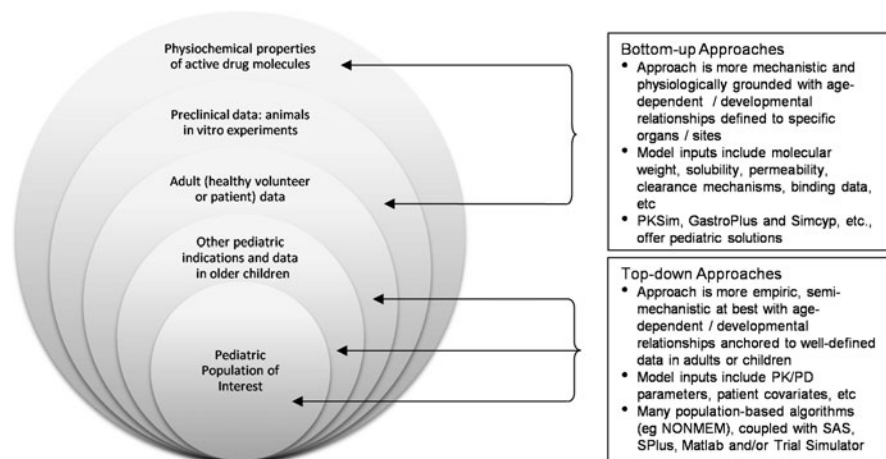 Physiochemical properties
of active drug molecules
Preclinical data: animals
in vitro experiments
Adult (healthy volunteer
or patient) data
Other pediatric
indications and data
in older children
Pediatric
Population of
Interest
Bottom-up Approaches
• Approach is more mechanistic and
physiologically grounded with age-
dependent / developmental
relationships defined to specific
organs / sites
• Model inputs include molecular
weight, solubility, permeability,
clearance mechanisms, binding data,
etc
• PKSim, GastroPlus and Simcyp, etc.,
offer pediatric solutions
Top-down Approaches
• Approach is more empiric, semi-
mechanistic at best with age-
dependent / developmental
relationships anchored to well-defined
data in adults or children
• Model inputs include PK/PD
parameters, patient covariates, etc
• Many population-based algorithms
(eg NONMEM), coupled with SAS,
SPlus, Matlab and/or Trial Simulator